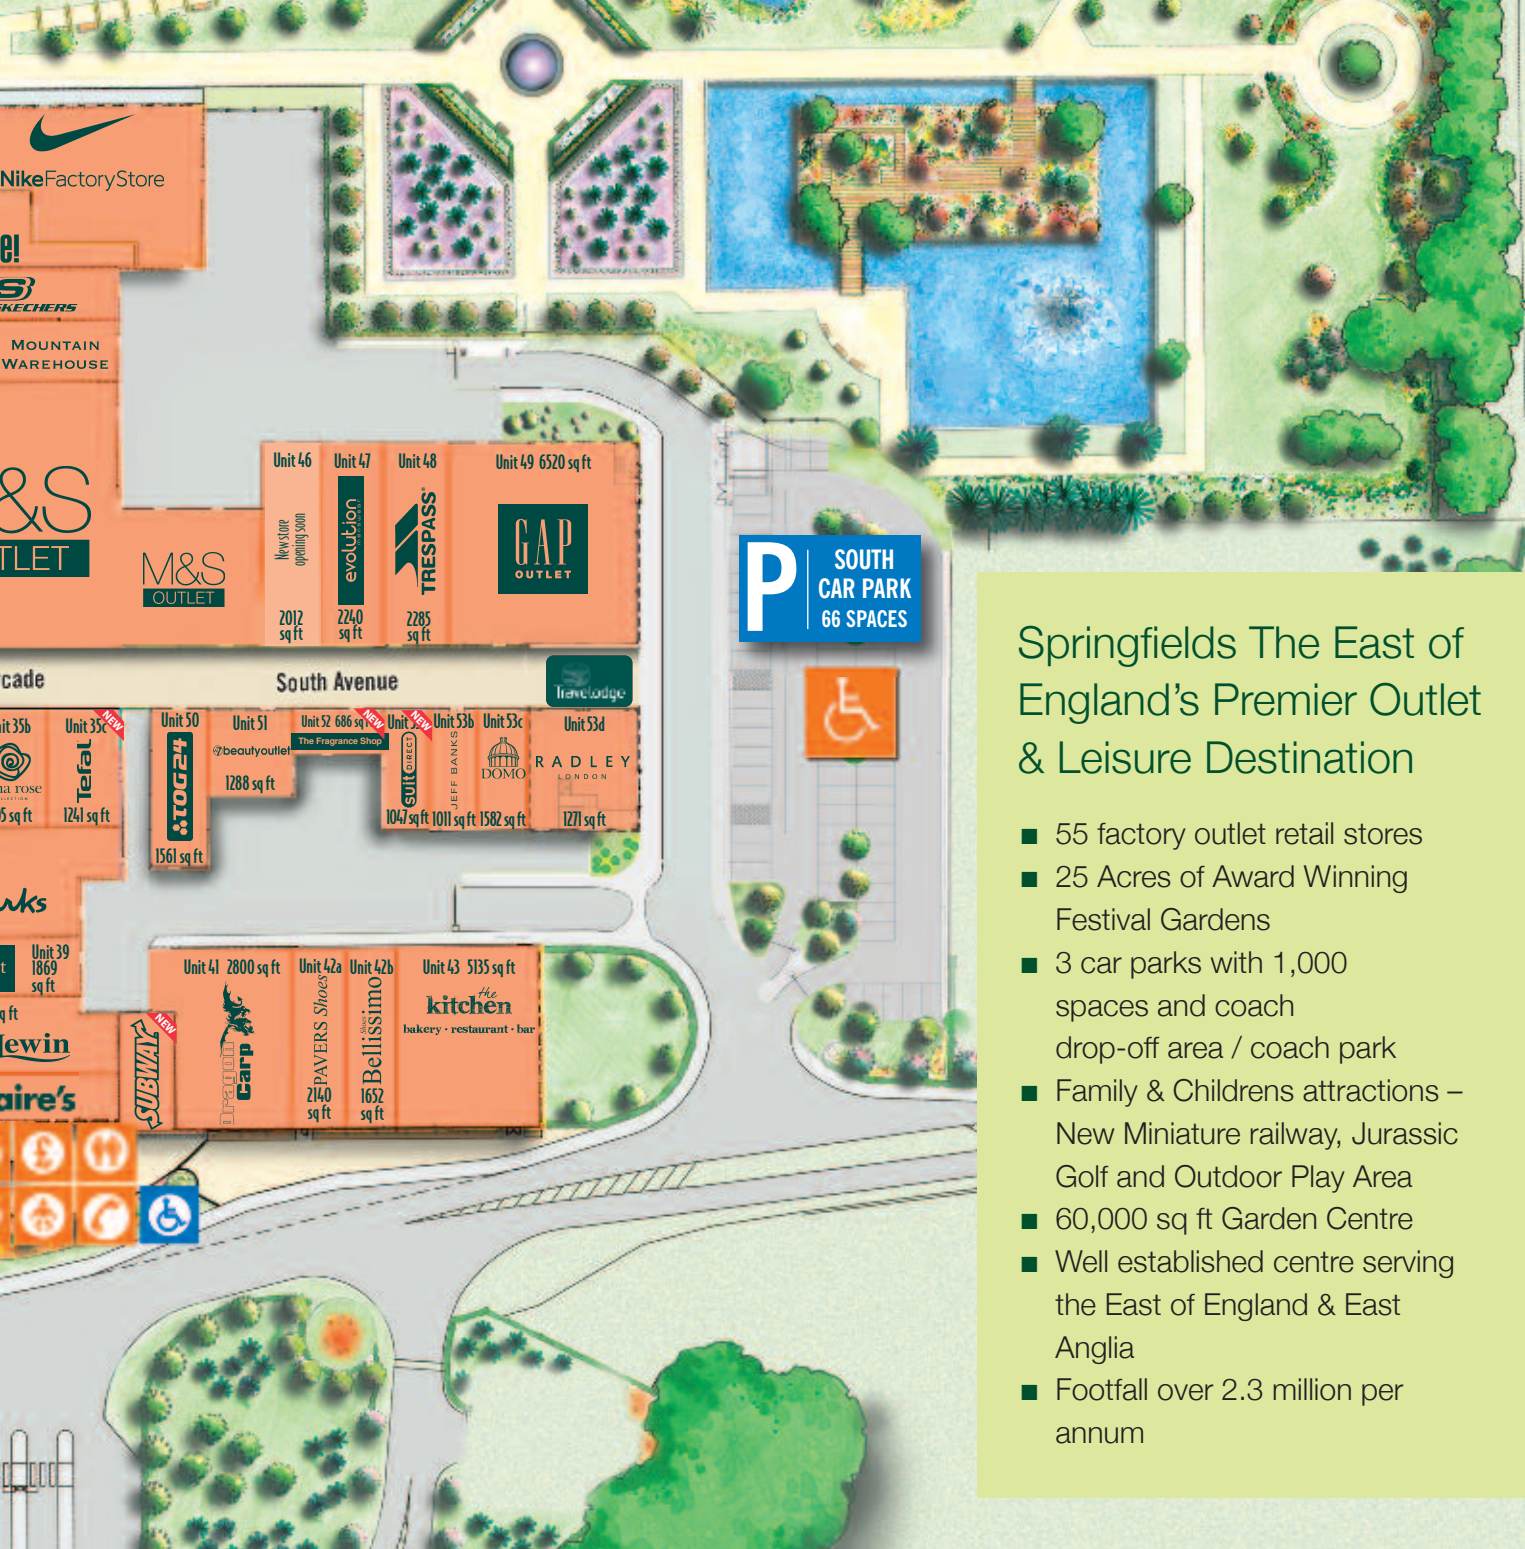 NikeFactoryStore
e!
SKECHERS
MOUNTAIN
WAREHOUSE
&S
TLET
M&S
OUTLET
Unit 46
New store
opening soon
2012
sq ft
Unit 47
evolution
2240
sq ft
Unit 48
TRESPASS
2285
sq ft
Unit 49 6520 sq ft
GAP
OUTLET
P
SOUTH
CAR PARK
66 SPACES
cade
South Avenue
Travelodge
it 35b
na rose
5 sq ft
Unit 35c
NEW
Tefal
1241 sq ft
Unit 50
TOG24
1561 sq ft
Unit 51
beautyoutlet
1288 sq ft
Unit 52 686 sq
NEW
The Fragrance Shop
Unit
NEW
SUIT DIRECT
1047 sq ft
Unit 53b
JEFF BANKS
1011 sq ft
Unit 53c
DOMO
1582 sq ft
Unit 53d
RADLEY
LONDON
1271 sq ft
rks
t
Unit 39
1869
sq ft
q ft
ewin
aire's
NEW
SUBWAY
Unit 41 2800 sq ft
Dragon
Carp
Unit 42a
PAVERS Shoes
2140
sq ft
Unit 42b
Bellissimo
Shoes
1652
sq ft
Unit 43 5135 sq ft
the
kitchen
bakery · restaurant · bar
£
Springfields The East of
England's Premier Outlet
& Leisure Destination
■ 55 factory outlet retail stores
■ 25 Acres of Award Winning
Festival Gardens
■ 3 car parks with 1,000
spaces and coach
drop-off area / coach park
■ Family & Childrens attractions –
New Miniature railway, Jurassic
Golf and Outdoor Play Area
■ 60,000 sq ft Garden Centre
■ Well established centre serving
the East of England & East
Anglia
■ Footfall over 2.3 million per
annum